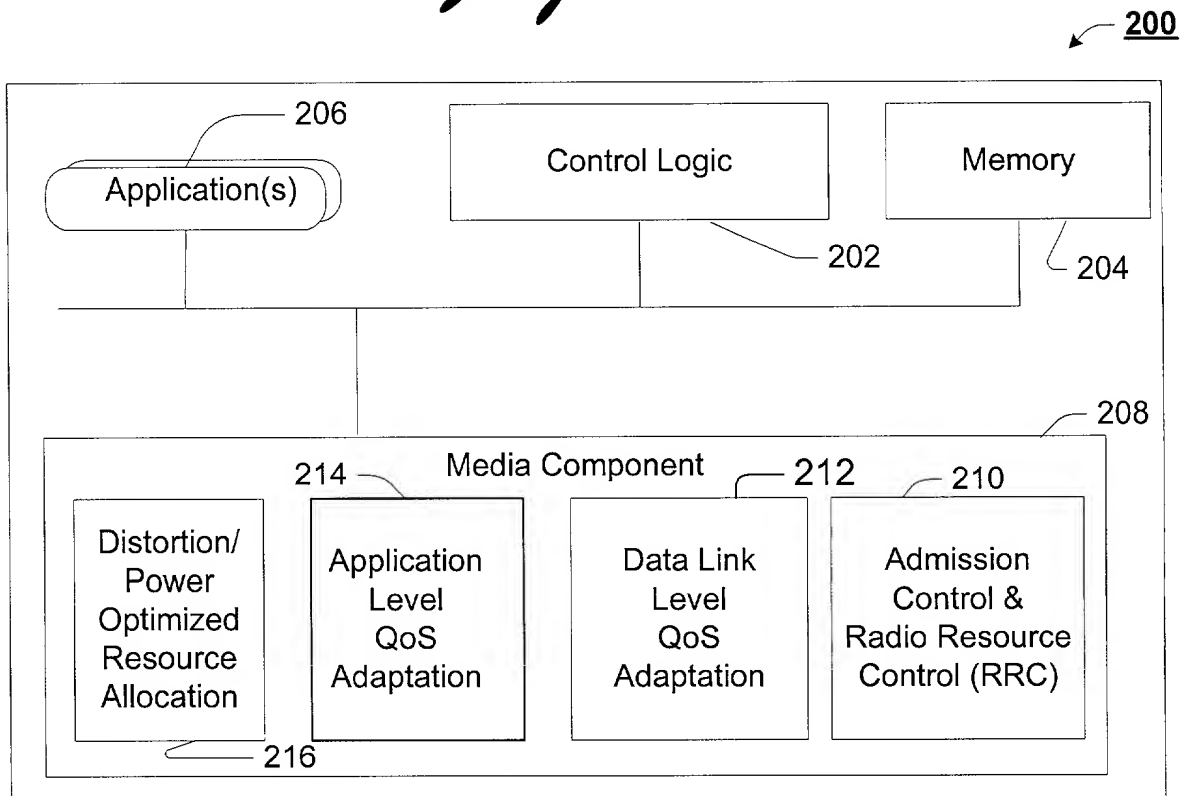 200
206
Application(s)
Control Logic
Memory
202
204
208
Media Component
214
212
210
Distortion/
Power
Optimized
Resource
Allocation
Application
Level
QoS
Adaptation
Data Link
Level
QoS
Adaptation
Admission
Control &
Radio Resource
Control (RRC)
216